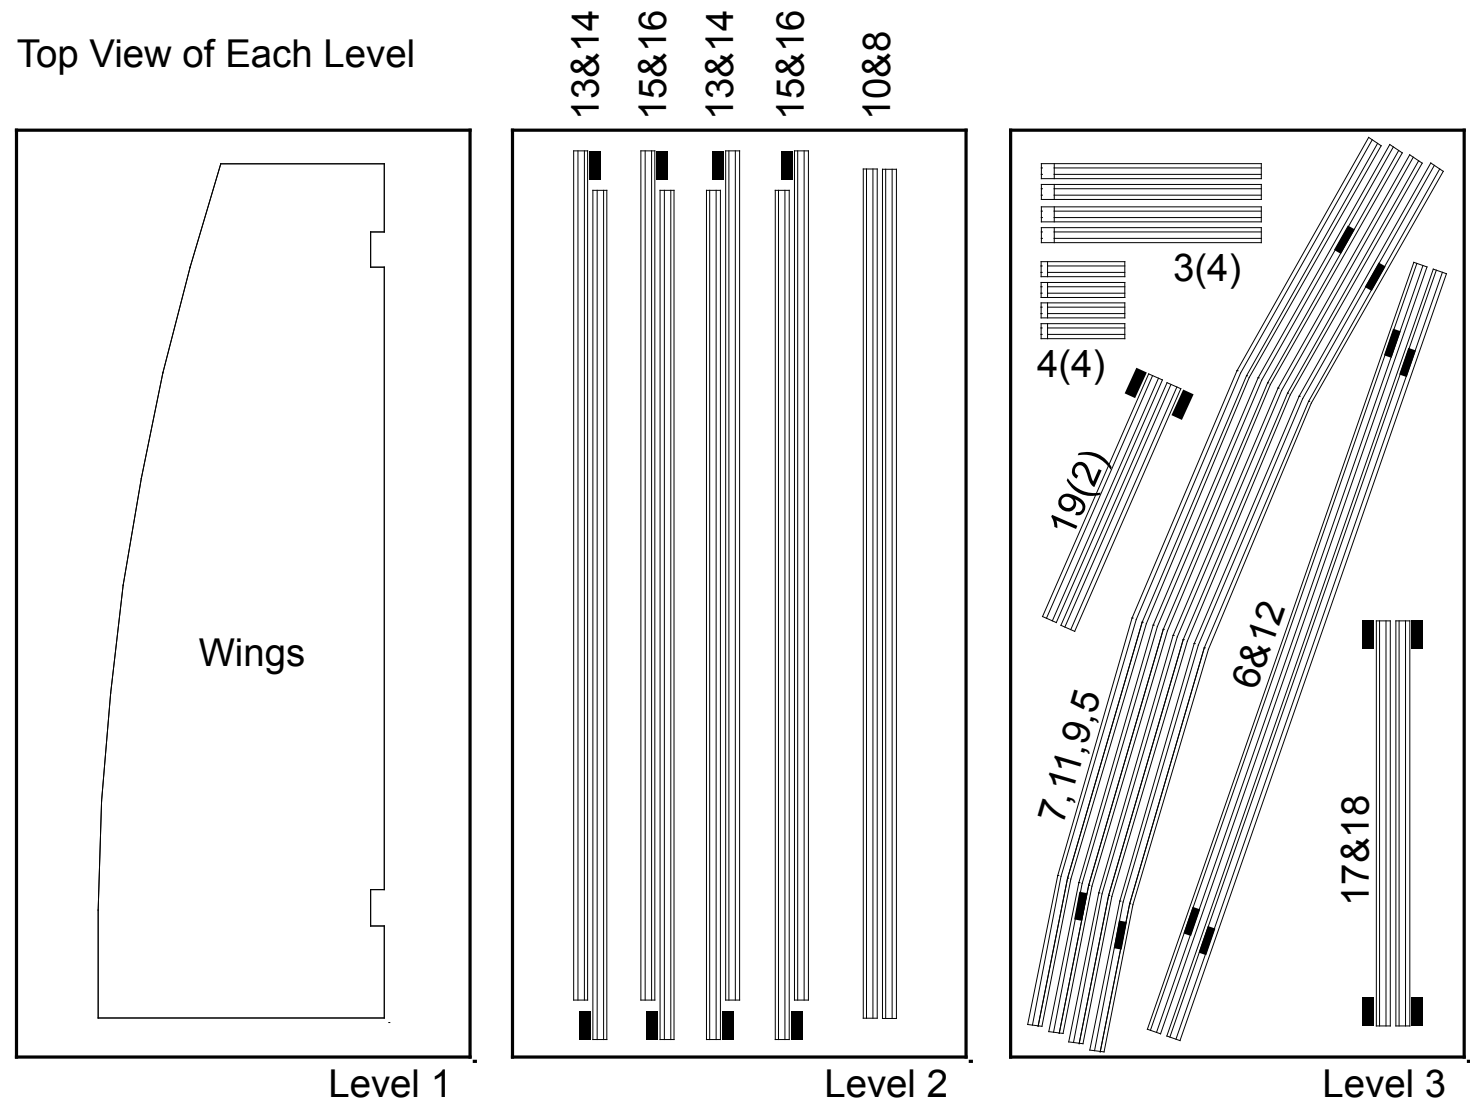 Top View of Each Level
13&14
15&16
13&14
15&16
10&8
Wings
3(4)
4(4)
19(2)
7,11,9,5
6&12
17&18
Level 1
Level 2
Level 3